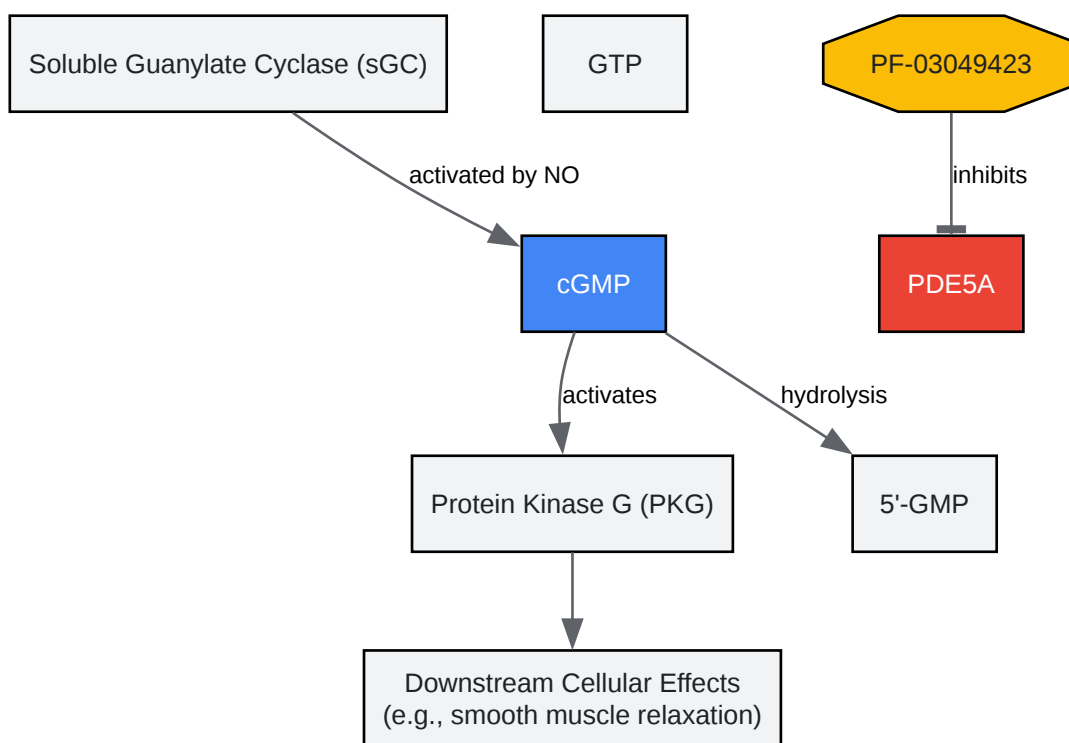 Soluble Guanylate Cyclase (sGC)
GTP
PF-03049423
activated by NO
inhibits
cGMP
PDE5A
activates
hydrolysis
Protein Kinase G (PKG)
5'-GMP
Downstream Cellular Effects
(e.g., smooth muscle relaxation)